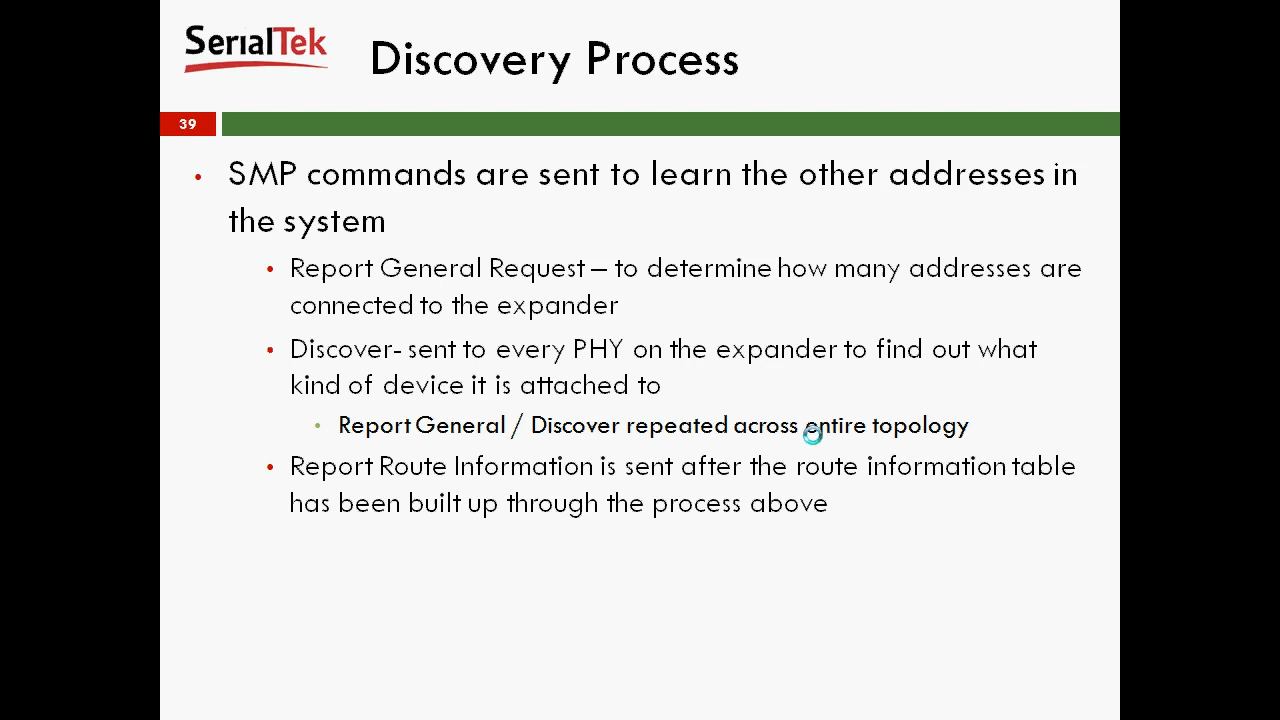 SerialTek
Discovery Process
39
• SMP commands are sent to learn the other addresses in
the system
• Report General Request – to determine how many addresses are
connected to the expander
• Discover- sent to every PHY on the expander to find out what
kind of device it is attached to
• Report General / Discover repeated across entire topology
• Report Route Information is sent after the route information table
has been built up through the process above